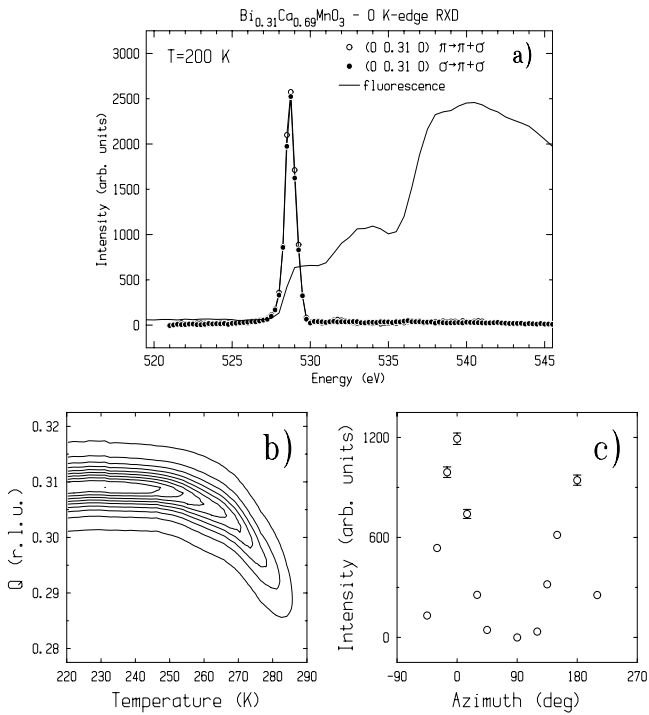 Bi0.31Ca0.69MnO3 - O K-edge RXD
T=200 K
(0 0.31 0) π→π+σ
(0 0.31 0) σ→π+σ
fluorescence
a)
Intensity (arb. units)
3000
2500
2000
1500
1000
500
0
520 525 530 535 540 545
Energy (eV)
b)
Q (r.l.u.)
0.32
0.31
0.30
0.29
0.28
220 230 240 250 260 270 280 290
Temperature (K)
c)
Intensity (arb. units)
1200
600
0
-90 0 90 180 270
Azimuth (deg)